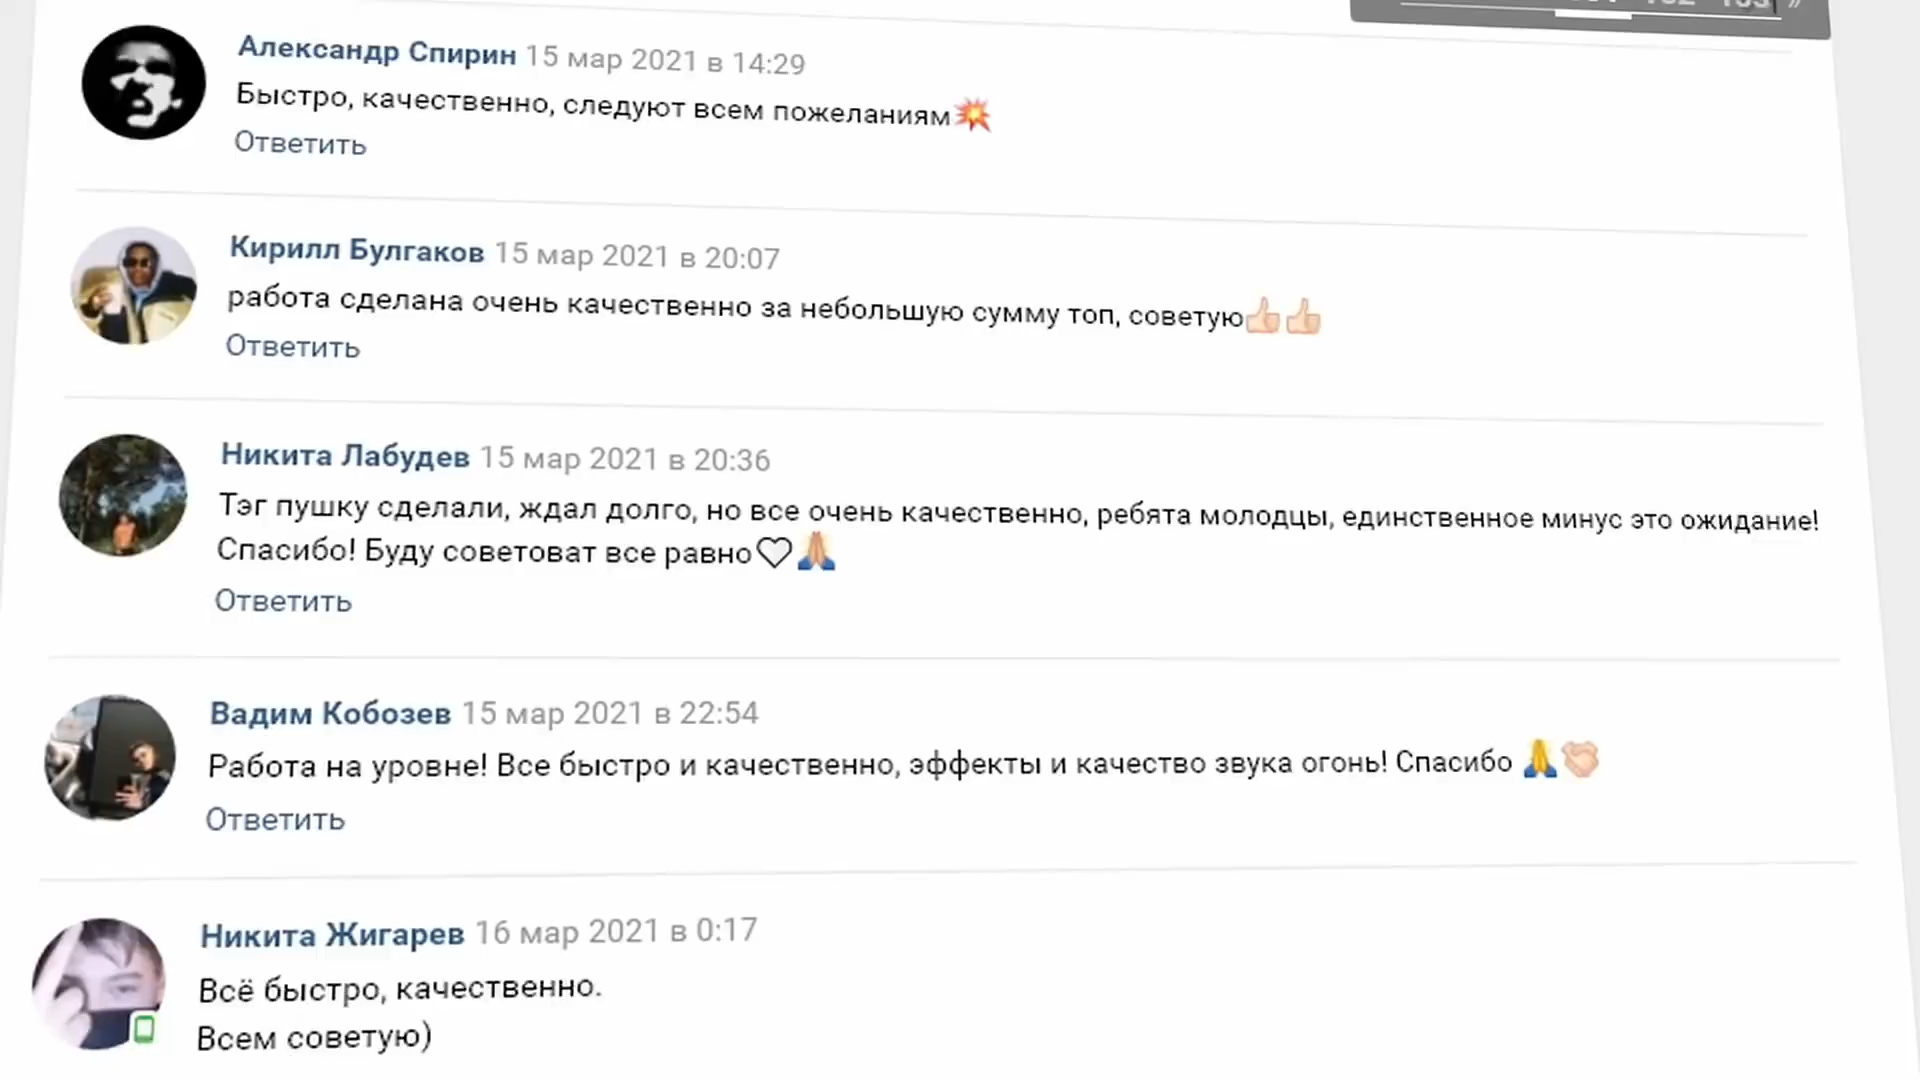 Александр Спирин 15 мар 2021 в 14:29
Быстро, качественно, следуют всем пожеланиям💥
Ответить
Кирилл Булгаков 15 мар 2021 в 20:07
работа сделана очень качественно за небольшую сумму топ, советую👍🏻👍🏻
Ответить
Никита Лабудев 15 мар 2021 в 20:36
Тэг пушку сделали, ждал долго, но все очень качественно, ребята молодцы, единственное минус это ожидание!
Спасибо! Буду советоват все равно🤍🙏🏽
Ответить
Вадим Кобозев 15 мар 2021 в 22:54
Работа на уровне! Все быстро и качественно, эффекты и качество звука огонь! Спасибо 🙏🤝🏻
Ответить
Никита Жигарев 16 мар 2021 в 0:17
Всё быстро, качественно.
Всем советую)